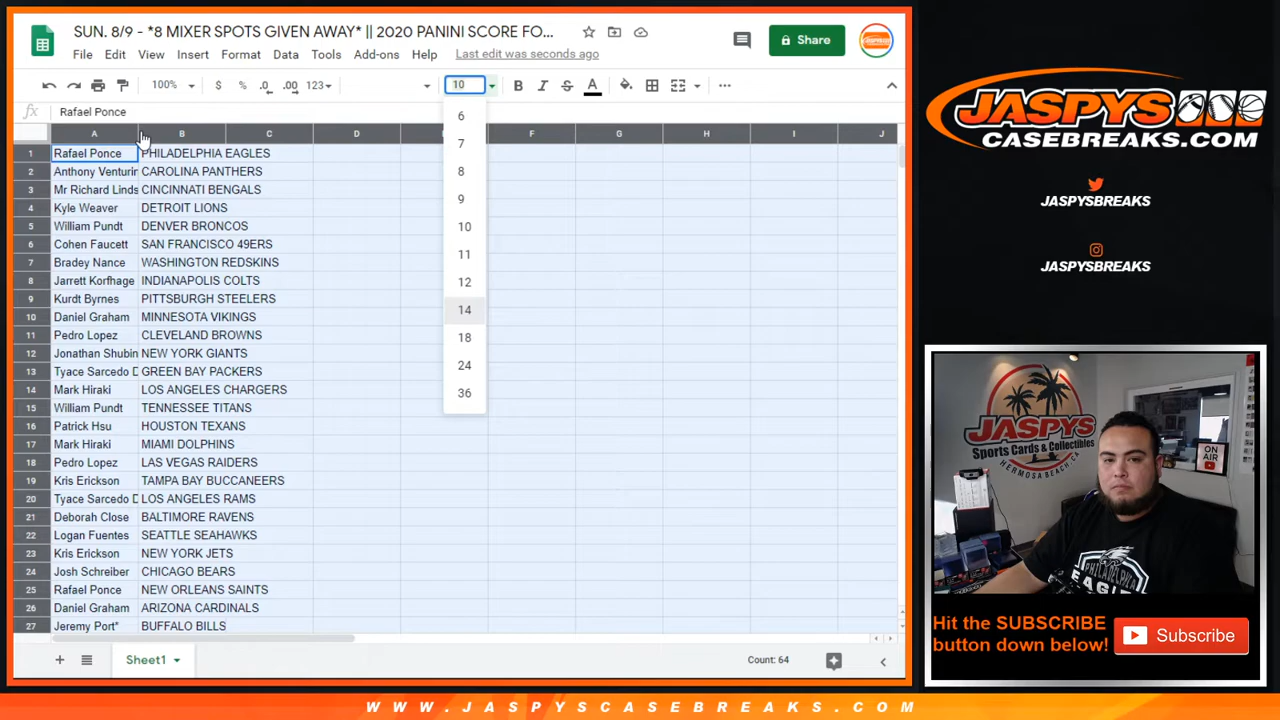 SUN. 8/9 - *8 MIXER SPOTS GIVEN AWAY* || 2020 PANINI SCORE FO...
File Edit View Insert Format Data Tools Add-ons Help Last edit was seconds ago
Share
100% $ % .0 .00 123 10 B I S A
fx Rafael Ponce
A B C D F G H I J
1 Rafael Ponce PHILADELPHIA EAGLES
2 Anthony Venturin CAROLINA PANTHERS
3 Mr Richard Linds CINCINNATI BENGALS
4 Kyle Weaver DETROIT LIONS
5 William Pundt DENVER BRONCOS
6 Cohen Faucett SAN FRANCISCO 49ERS
7 Bradey Nance WASHINGTON REDSKINS
8 Jarrett Korfhage INDIANAPOLIS COLTS
9 Kurdt Byrnes PITTSBURGH STEELERS
10 Daniel Graham MINNESOTA VIKINGS
11 Pedro Lopez CLEVELAND BROWNS
12 Jonathan Shubin NEW YORK GIANTS
13 Tyace Sarcedo D GREEN BAY PACKERS
14 Mark Hiraki LOS ANGELES CHARGERS
15 William Pundt TENNESSEE TITANS
16 Patrick Hsu HOUSTON TEXANS
17 Mark Hiraki MIAMI DOLPHINS
18 Pedro Lopez LAS VEGAS RAIDERS
19 Kris Erickson TAMPA BAY BUCCANEERS
20 Tyace Sarcedo D LOS ANGELES RAMS
21 Deborah Close BALTIMORE RAVENS
22 Logan Fuentes SEATTLE SEAHAWKS
23 Kris Erickson NEW YORK JETS
24 Josh Schreiber CHICAGO BEARS
25 Rafael Ponce NEW ORLEANS SAINTS
26 Daniel Graham ARIZONA CARDINALS
27 Jeremy Port* BUFFALO BILLS
6
7
8
9
10
11
12
14
18
24
36
Sheet1
Count: 64
JASPYS
CASEBREAKS.COM
JASPYSBREAKS
JASPYSBREAKS
JASPYS
Sports Cards & Collectibles
HERMOSA BEACH, CA
ON AIR
PHILADELPHIA
EAGLES
Hit the SUBSCRIBE
button down below!
Subscribe
WWW.JASPYSCASEBREAKS.COM